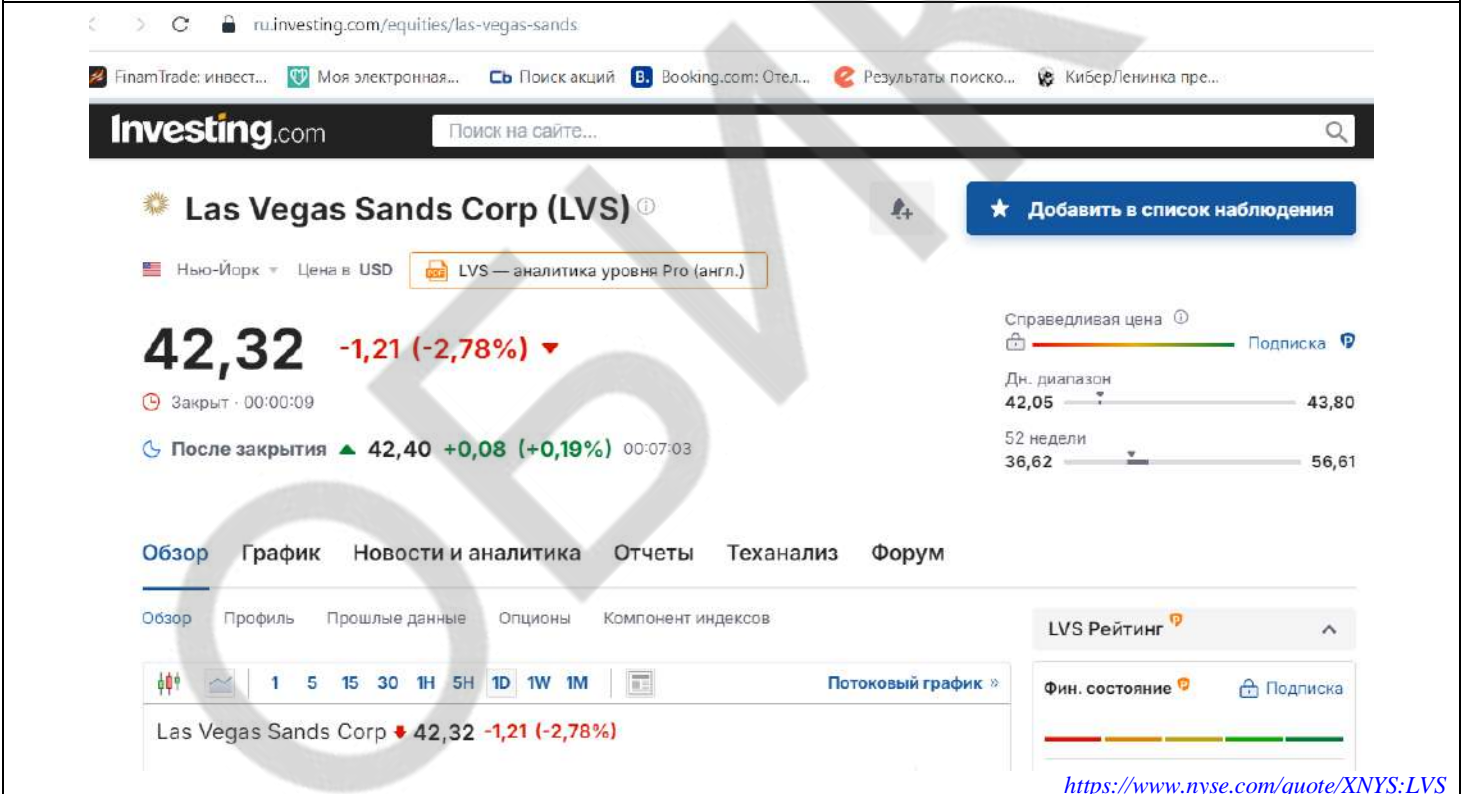 ru.investing.com/equities/las-vegas-sands
FinamTrade: инвест... Моя электронная... Сb Поиск акций B. Booking.com: Отел... Результаты поиско... КиберЛенинка пре...
Investing.com Поиск на сайте...
Las Vegas Sands Corp (LVS) Добавить в список наблюдения
Нью-Йорк Цена в USD LVS — аналитика уровня Pro (англ.)
42,32 -1,21 (-2,78%)
Справедливая цена
Подписка
Закрыт · 00:00:09
Дн. диапазон
42,05 43,80
После закрытия 42,40 +0,08 (+0,19%) 00:07:03
52 недели
36,62 56,61
Обзор График Новости и аналитика Отчеты Теханализ Форум
Обзор Профиль Прошлые данные Опционы Компонент индексов
LVS Рейтинг
1 5 15 30 1H 5H 1D 1W 1M Потоковый график »
Фин. состояние Подписка
Las Vegas Sands Corp 42,32 -1,21 (-2,78%)
https://www.nyse.com/quote/XNYS:LVS
ОБИК